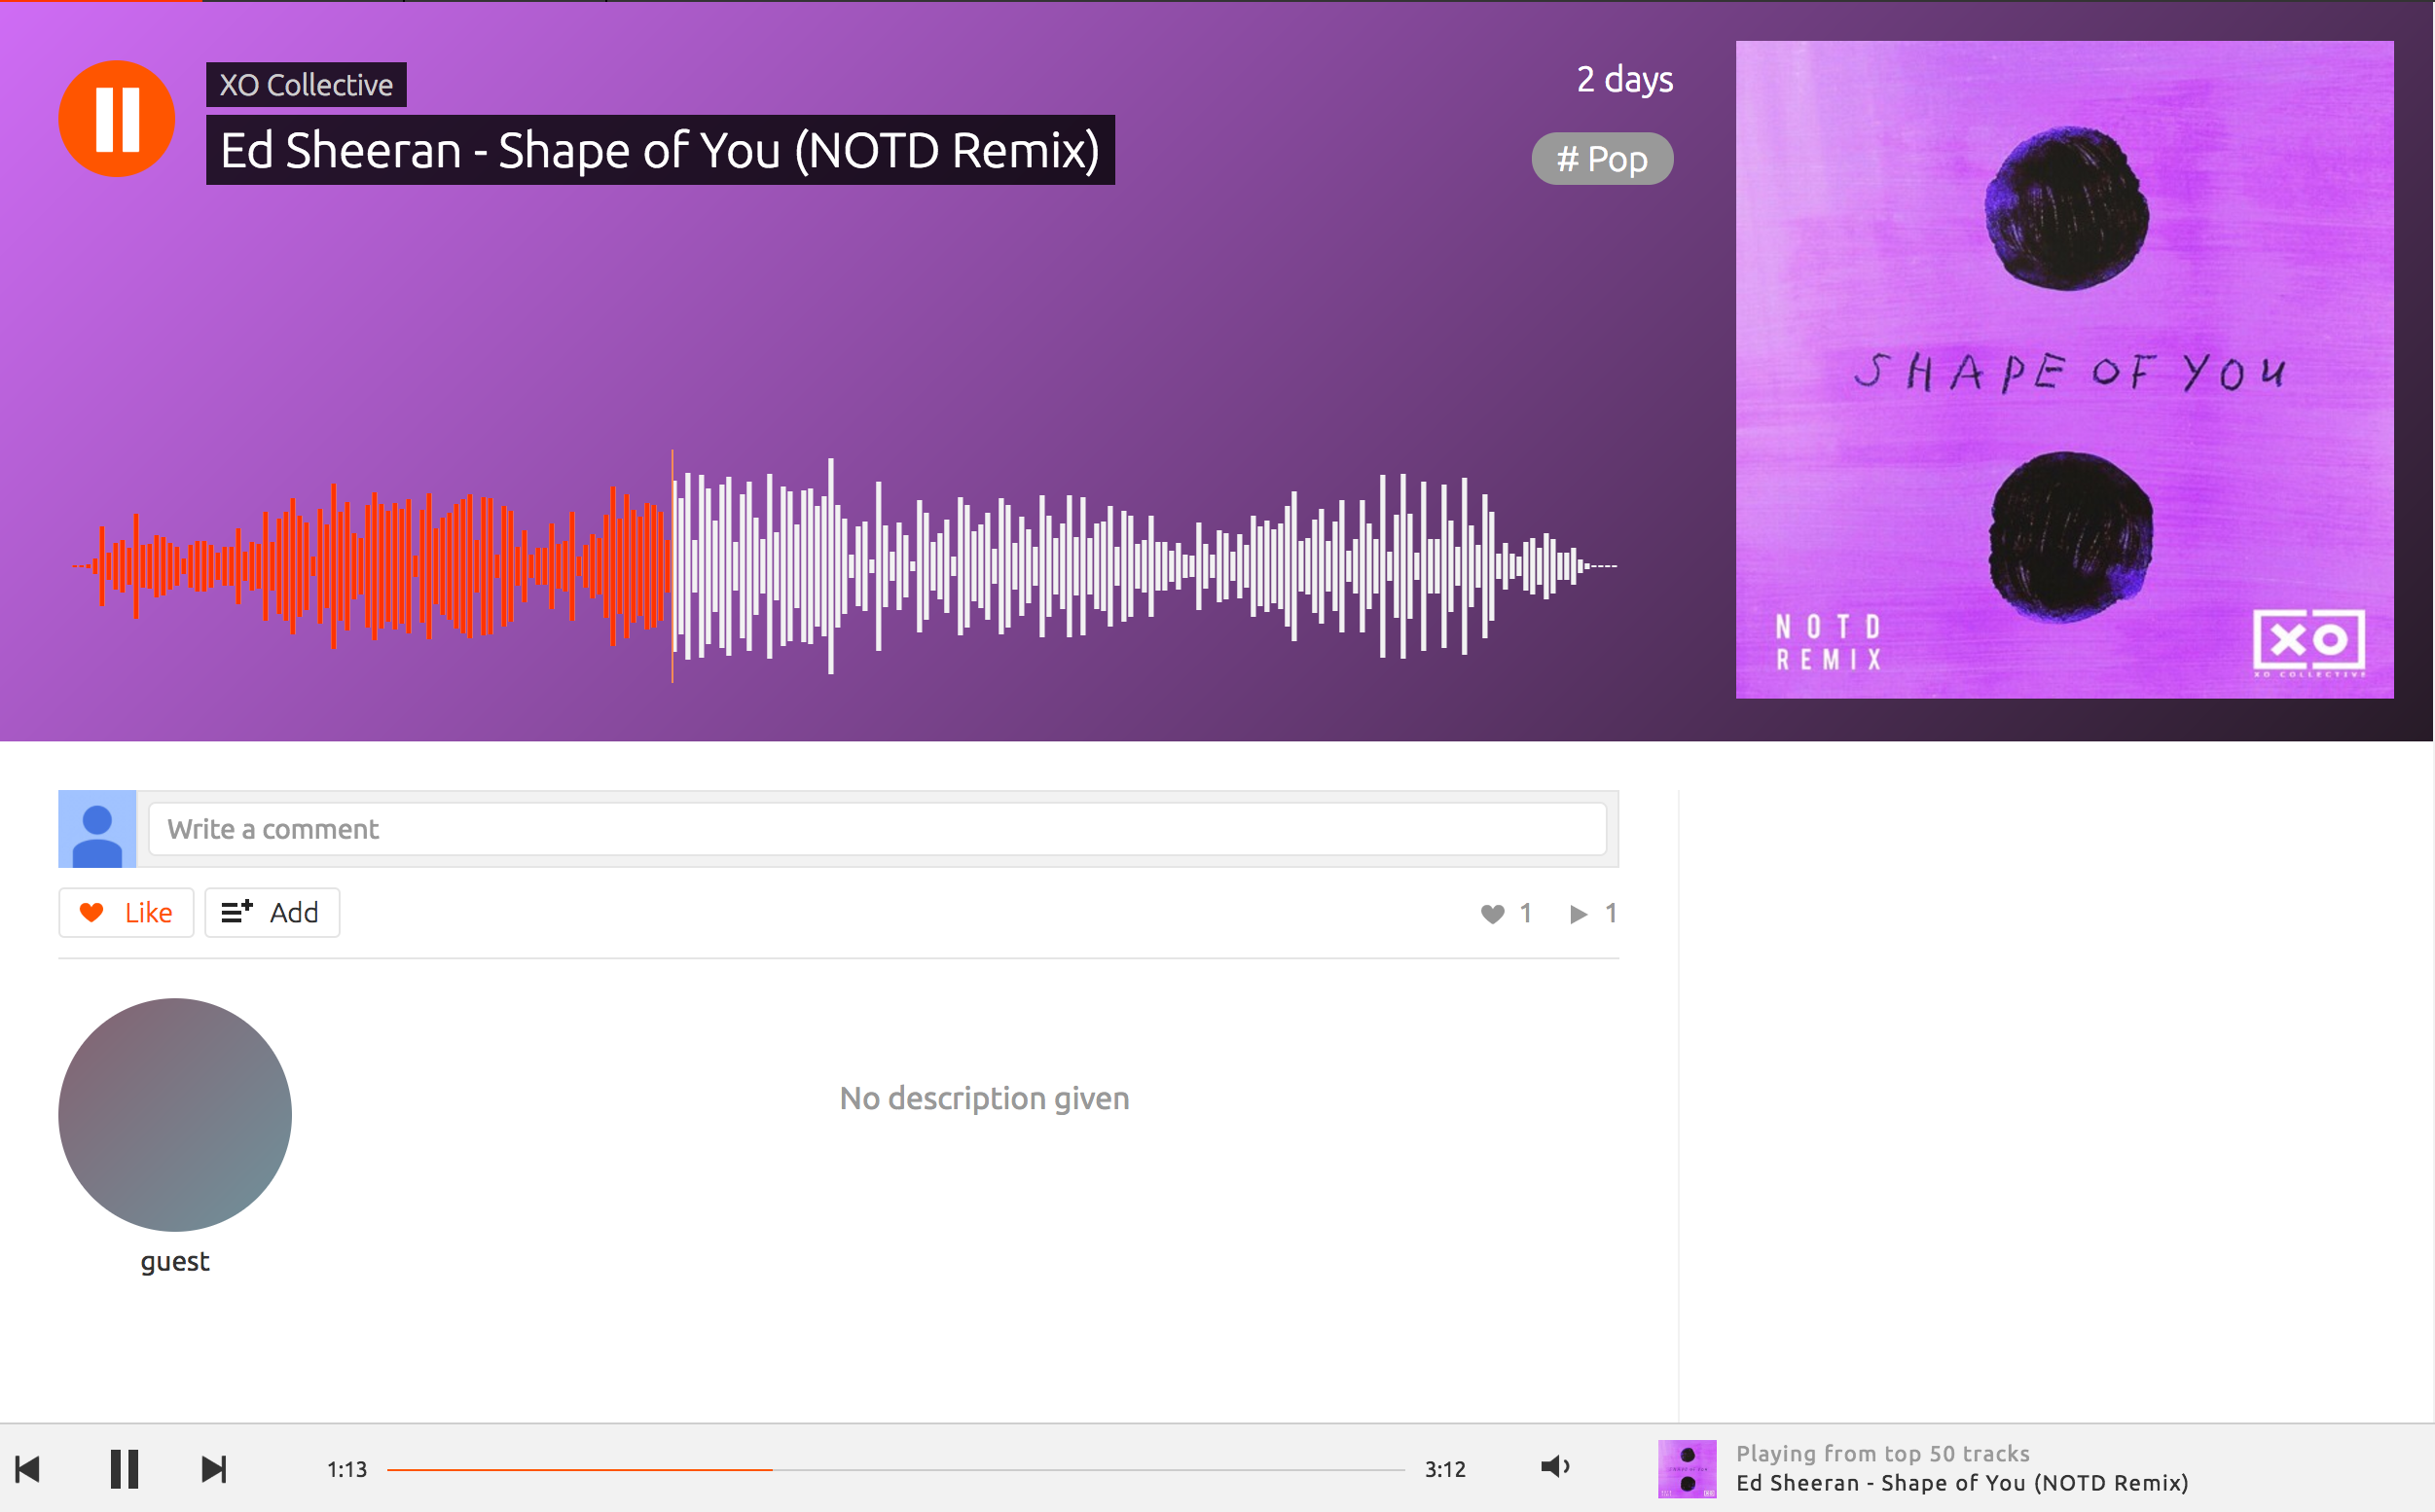 XO Collective
Ed Sheeran - Shape of You (NOTD Remix)
2 days
# Pop
SHAPE OF YOU
NOTD
REMIX
XO
XO COLLECTIVE
Write a comment
Like
Add
1
1
No description given
guest
1:13
3:12
Playing from top 50 tracks
Ed Sheeran - Shape of You (NOTD Remix)